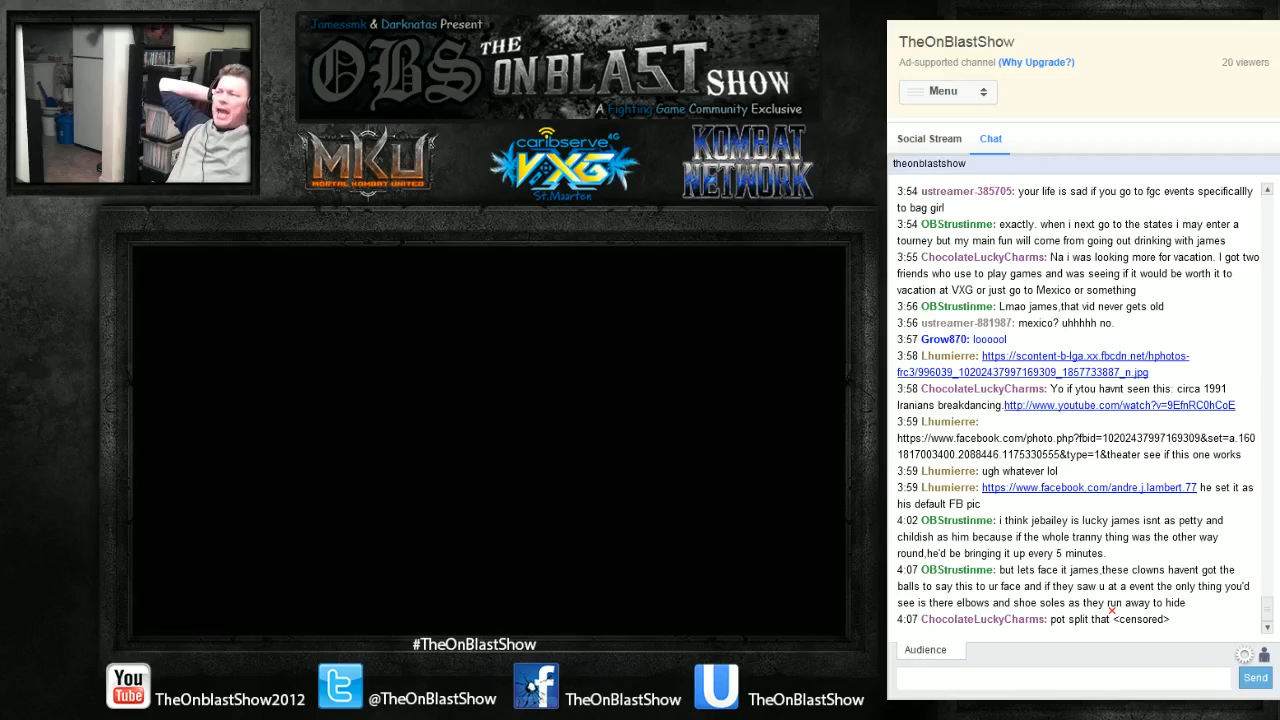 Jamessmk & Darknatas Present
OBS THE ON BLAST SHOW
A Fighting Game Community Exclusive
MKU
MORTAL KOMBAT UNITED
caribserve 4G
VXG
St.Maarten
KOMBAT
NETWORK
#TheOnBlastShow
You
Tube
TheOnblastShow2012
@TheOnBlastShow
TheOnBlastShow
U
TheOnBlastShow
TheOnBlastShow
Ad-supported channel (Why Upgrade?)
20 viewers
Menu
Social Stream
Chat
theonblastshow
3:54 ustreamer-385705: your life is sad if you go to fgc events specificallly
to bag girl
3:54 OBStrustinme: exactly. when i next go to the states i may enter a
tourney but my main fun will come from going out drinking with james
3:55 ChocolateLuckyCharms: Na i was looking more for vacation. I got two
friends who use to play games and was seeing if it would be worth it to
vacation at VXG or just go to Mexico or something
3:56 OBStrustinme: Lmao james,that vid never gets old
3:56 ustreamer-881987: mexico? uhhhhh no.
3:57 Grow870: loooool
3:58 Lhumierre: https://scontent-b-lga.xx.fbcdn.net/hphotos-
frc3/996039_10202437997169309_1857733887_n.jpg
3:58 ChocolateLuckyCharms: Yo if ytou havnt seen this: circa 1991
Iranians breakdancing.http://www.youtube.com/watch?v=9EfnRC0hCoE
3:59 Lhumierre:
https://www.facebook.com/photo.php?fbid=10202437997169309&set=a.160
1817003400.2088446.1175330555&type=1&theater see if this one works
3:59 Lhumierre: ugh whatever lol
3:59 Lhumierre: https://www.facebook.com/andre.j.lambert.77 he set it as
his default FB pic
4:02 OBStrustinme: i think jebailey is lucky james isnt as petty and
childish as him because if the whole tranny thing was the other way
round,he'd be bringing it up every 5 minutes.
4:07 OBStrustinme: but lets face it james,these clowns havent got the
balls to say this to ur face and if they saw u at a event the only thing you'd
see is there elbows and shoe soles as they run away to hide
4:07 ChocolateLuckyCharms: pot split that <censored>
Audience
Send